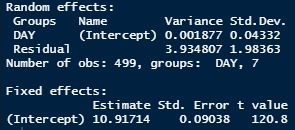 Random effects:
Groups Name Variance Std.Dev.
DAY (Intercept) 0.001877 0.04332
Residual 3.934807 1.98363
Number of obs: 499, groups: DAY, 7
Fixed effects:
Estimate Std. Error t value
(Intercept) 10.91714 0.09038 120.8